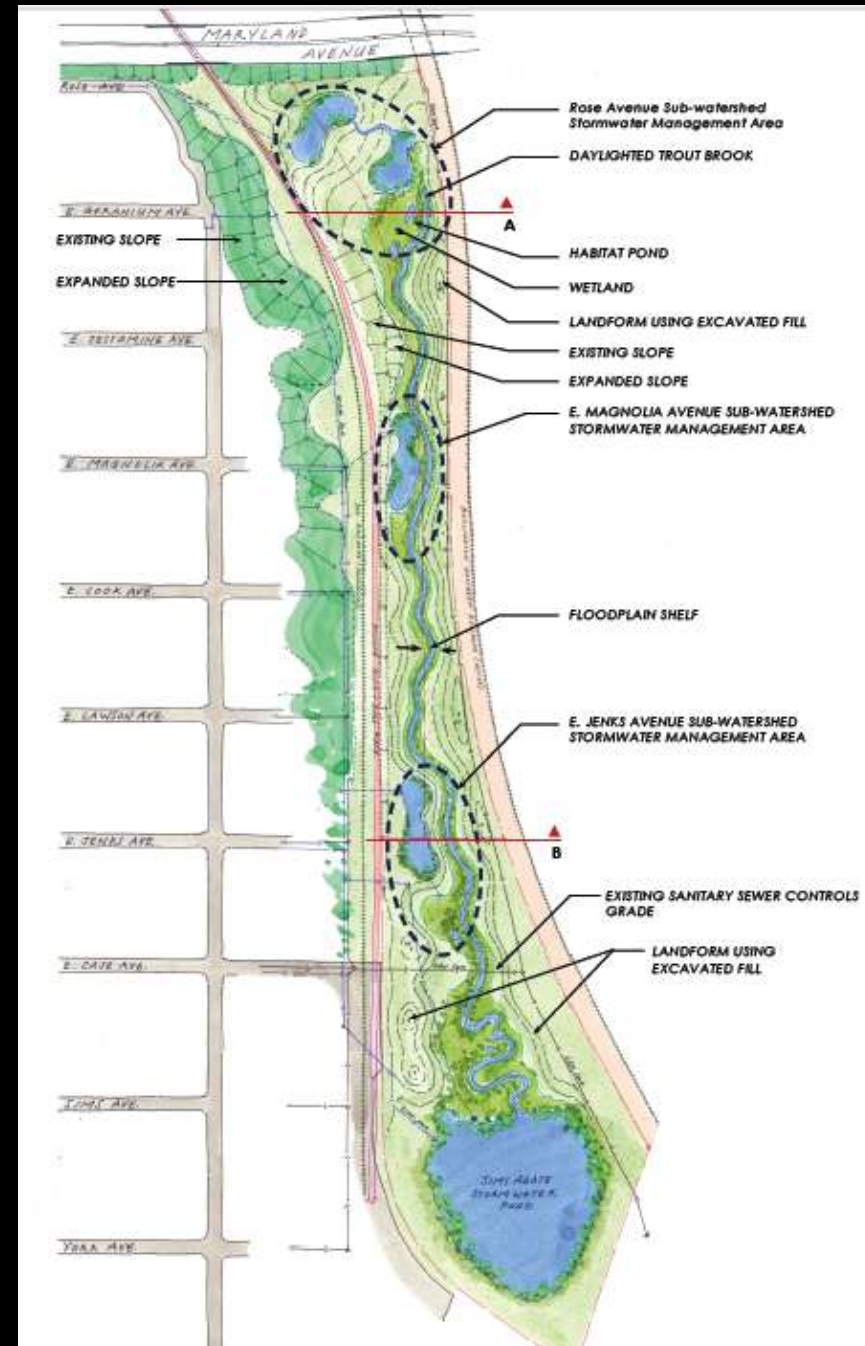 MARYLAND
AVENUE
ROSE AVE
Rose Avenue Sub-watershed
Stormwater Management Area
DAYLIGHTED TROUT BROOK
E. GERANIUM AVE
A
EXISTING SLOPE
HABITAT POND
EXPANDED SLOPE
WETLAND
LANDFORM USING EXCAVATED FILL
E. JESSAMINE AVE.
EXISTING SLOPE
EXPANDED SLOPE
E. MAGNOLIA AVENUE SUB-WATERSHED
STORMWATER MANAGEMENT AREA
E. MAGNOLIA AVE
E. COOK AVE.
FLOODPLAIN SHELF
E. LAWSON AVE.
E. JENKS AVENUE SUB-WATERSHED
STORMWATER MANAGEMENT AREA
E. JENKS AVE
B
EXISTING SANITARY SEWER CONTROLS
GRADE
LANDFORM USING
EXCAVATED FILL
E. CASE AVE.
SIMS AVE.
SIMS AGATE
STORMWATER
POND
YORK AVE